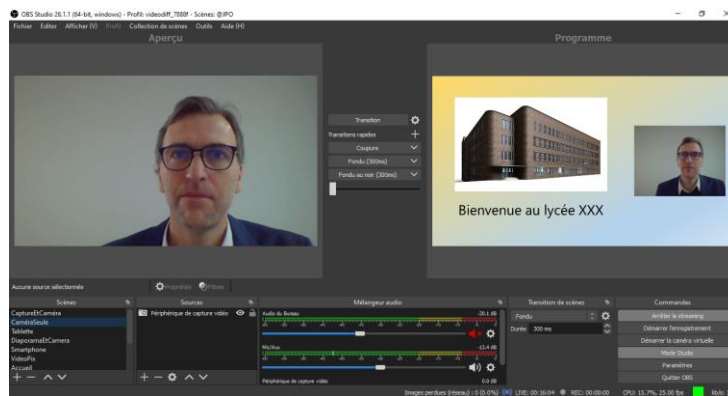 OBS Studio 26.1.1 (64-bit, windows) - Profil: videodiff_7888f - Scènes: @JPO
Fichier Editer Afficher (V) Profil Collection de scènes Outils Aide (H)
Aperçu
Programme
Transition
Transitions rapides
Coupure
Fondu (300ms)
Fondu au noir (300ms)
Bienvenue au lycée XXX
Aucune source sélectionnée
Propriétés
Filtres
Scènes
CaptureEtCaméra
CaméraSeule
Tablette
DiaporamaEtCamera
Smartphone
VideoPix
Accueil
Sources
Périphérique de capture vidéo
Mélangeur audio
Audio du Bureau -20.1 dB
Mic/Aux -13.4 dB
Périphérique de capture vidéo 0.0 dB
Transition de scènes
Fondu
Durée 300 ms
Commandes
Arrêter le streaming
Démarrer l'enregistrement
Démarrer la caméra virtuelle
Mode Studio
Paramètres
Quitter OBS
Images perdues (réseau) : 0 (0.0%) LIVE: 00:16:04 REC: 00:00:00 CPU: 15.7%, 25.00 fps